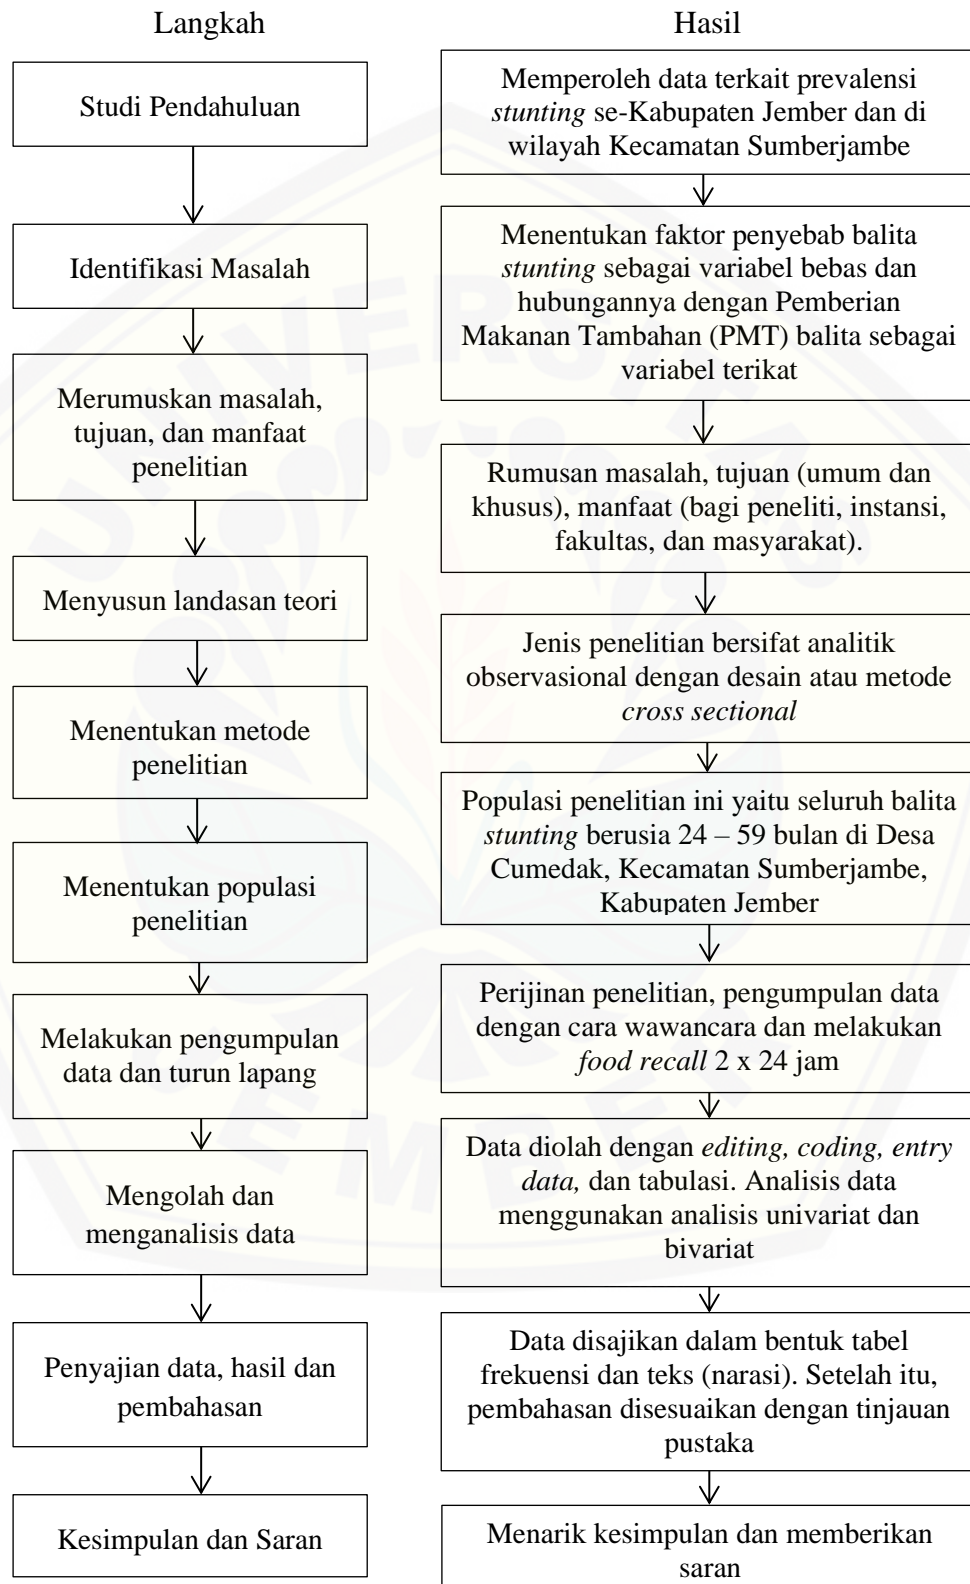 Langkah
Studi Pendahuluan
Identifikasi Masalah
Merumuskan masalah,
tujuan, dan manfaat
penelitian
Menyusun landasan teori
Menentukan metode
penelitian
Menentukan populasi
penelitian
Melakukan pengumpulan
data dan turun lapang
Mengolah dan
menganalisis data
Penyajian data, hasil dan
pembahasan
Kesimpulan dan Saran
Hasil
Memperoleh data terkait prevalensi
stunting se-Kabupaten Jember dan di
wilayah Kecamatan Sumberjambe
Menentukan faktor penyebab balita
stunting sebagai variabel bebas dan
hubungannya dengan Pemberian
Makanan Tambahan (PMT) balita sebagai
variabel terikat
Rumusan masalah, tujuan (umum dan
khusus), manfaat (bagi peneliti, instansi,
fakultas, dan masyarakat).
Jenis penelitian bersifat analitik
observasional dengan desain atau metode
cross sectional
Populasi penelitian ini yaitu seluruh balita
stunting berusia 24 – 59 bulan di Desa
Cumedak, Kecamatan Sumberjambe,
Kabupaten Jember
Perijinan penelitian, pengumpulan data
dengan cara wawancara dan melakukan
food recall 2 x 24 jam
Data diolah dengan editing, coding, entry
data, dan tabulasi. Analisis data
menggunakan analisis univariat dan
bivariat
Data disajikan dalam bentuk tabel
frekuensi dan teks (narasi). Setelah itu,
pembahasan disesuaikan dengan tinjauan
pustaka
Menarik kesimpulan dan memberikan
saran
UNIVERSITAS
JEMBER